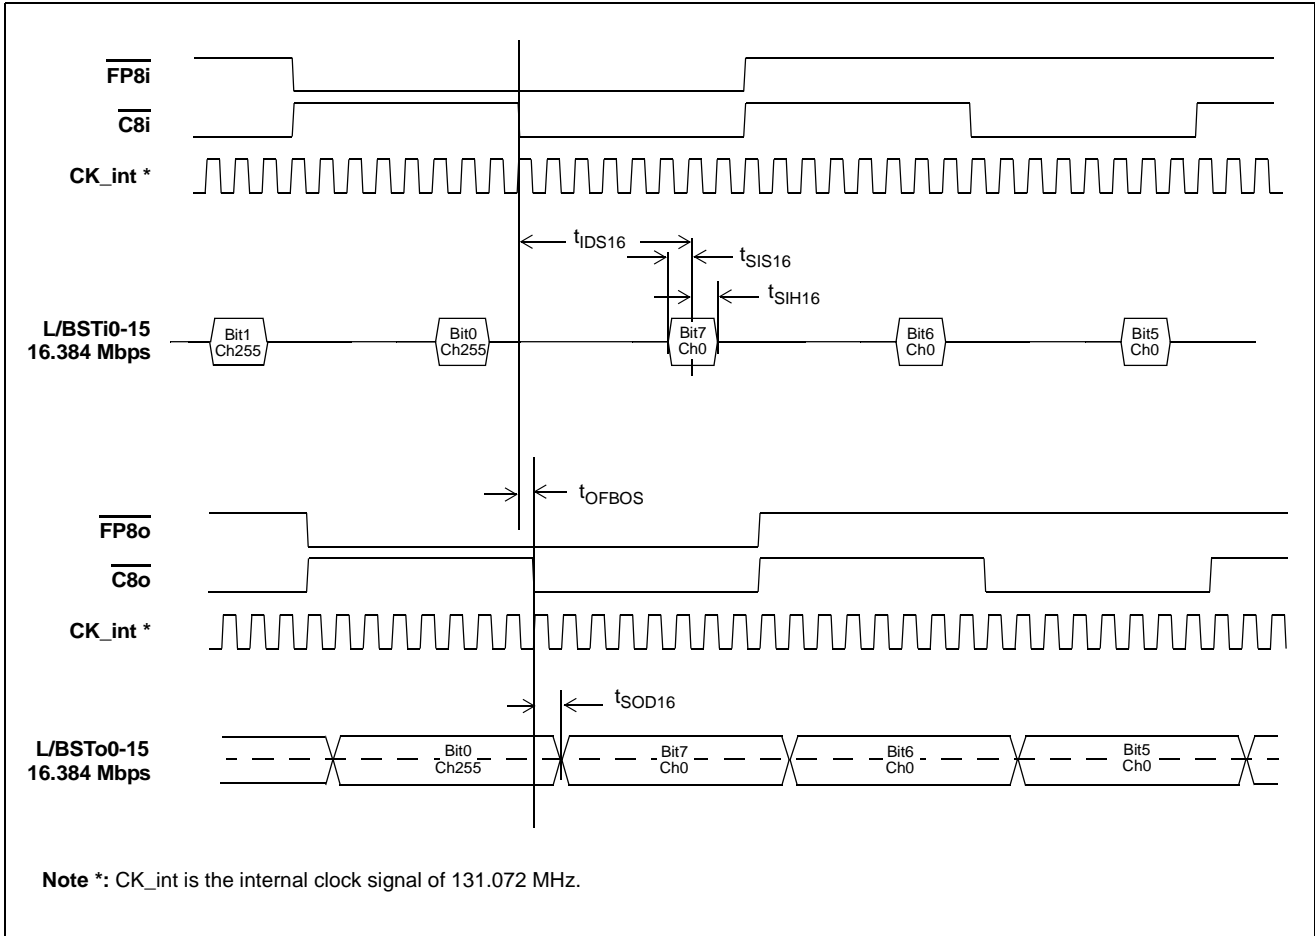 FP8i
C8i
CK_int *
tIDS16
tSIS16
tSIH16
L/BSTi0-15
16.384 Mbps
Bit1
Ch255
Bit0
Ch255
Bit7
Ch0
Bit6
Ch0
Bit5
Ch0
tOFBOS
FP8o
C8o
CK_int *
tSOD16
L/BSTo0-15
16.384 Mbps
Bit0
Ch255
Bit7
Ch0
Bit6
Ch0
Bit5
Ch0
Note *: CK_int is the internal clock signal of 131.072 MHz.